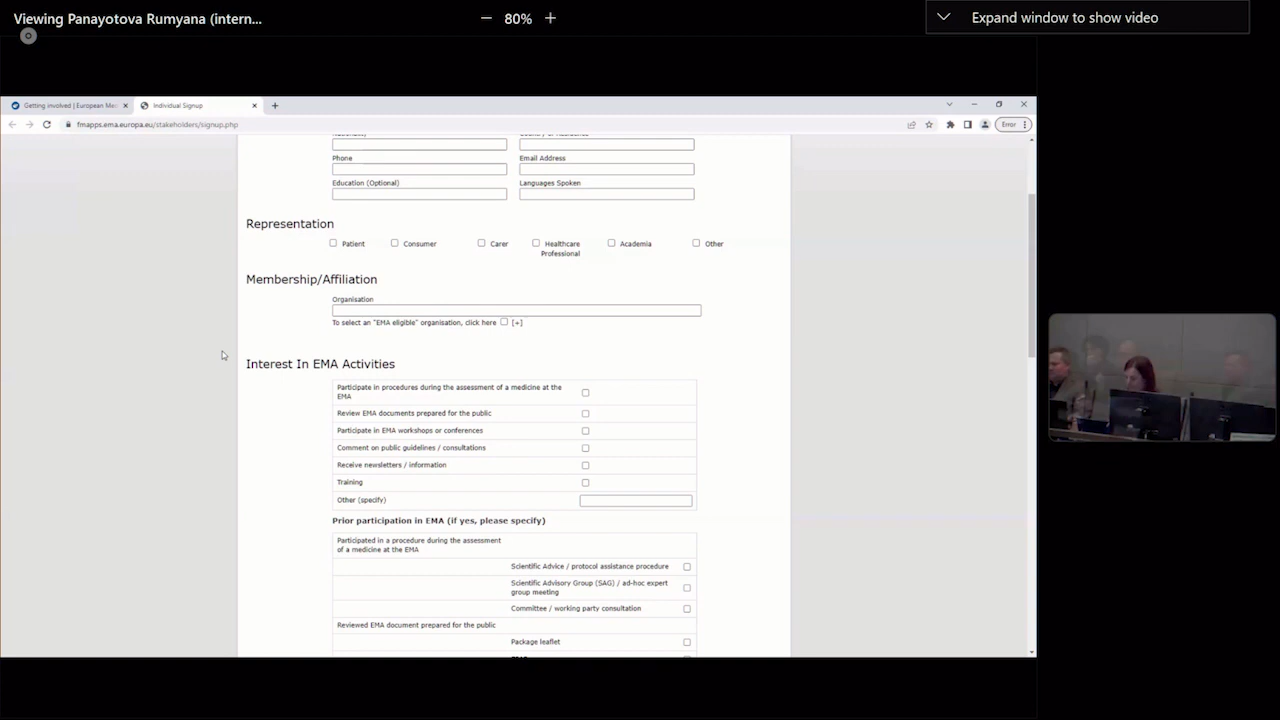 Viewing Panayotova Rumyana (intern...
80%
Expand window to show video
Getting involved | European Me
Individual Signup
fmapps.ema.europa.eu/stakeholders/signup.php
Error
Phone
Email Address
Education (Optional)
Languages Spoken
Representation
Patient
Consumer
Carer
Healthcare
Professional
Academia
Other
Membership/Affiliation
Organisation
To select an "EMA eligible" organisation, click here [+]
Interest In EMA Activities
Participate in procedures during the assessment of a medicine at the
EMA
Review EMA documents prepared for the public
Participate in EMA workshops or conferences
Comment on public guidelines / consultations
Receive newsletters / information
Training
Other (specify)
Prior participation in EMA (if yes, please specify)
Participated in a procedure during the assessment
of a medicine at the EMA
Scientific Advice / protocol assistance procedure
Scientific Advisory Group (SAG) / ad-hoc expert
group meeting
Committee / working party consultation
Reviewed EMA document prepared for the public
Package leaflet